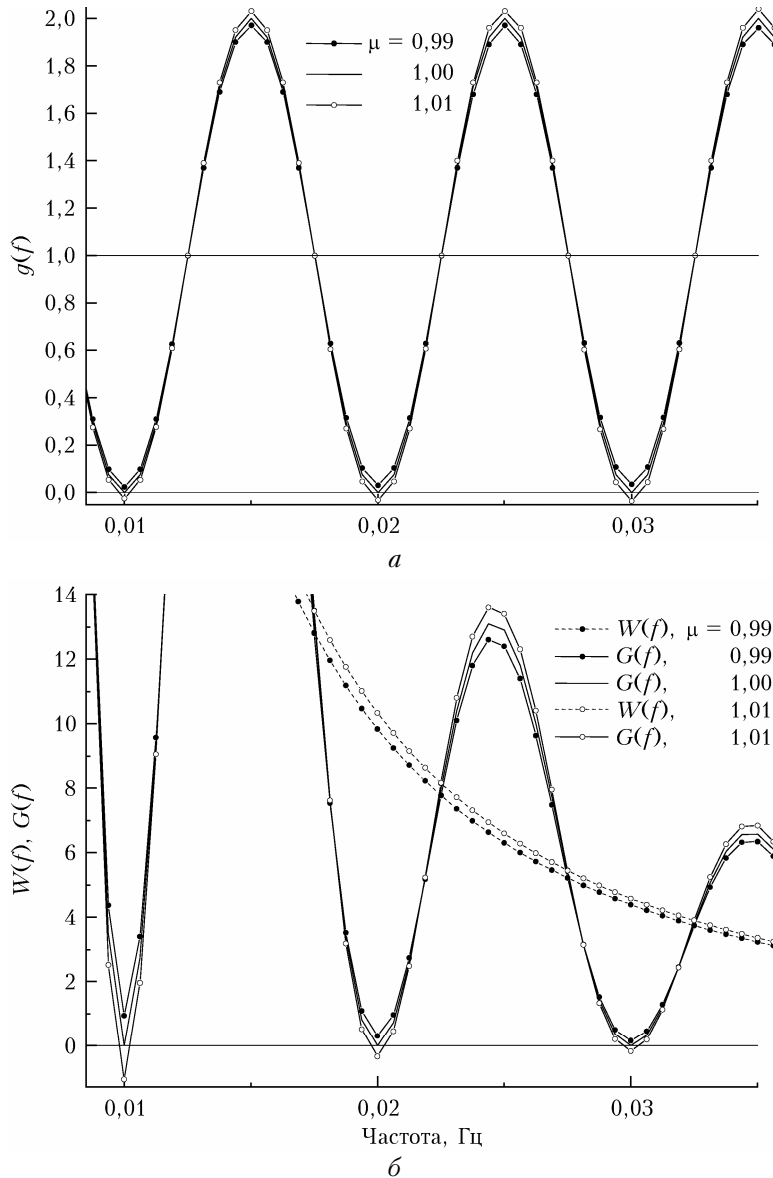 2,0
μ = 0,99
1,8
1,00
1,6
1,01
1,4
1,2
1,0
g(f)
0,8
0,6
0,4
0,2
0,0
0,01 0,02 0,03
а
14
W(f), μ = 0,99
12
G(f), 0,99
G(f), 1,00
10
W(f), 1,01
G(f), 1,01
8
W(f), G(f)
6
4
2
0
0,01 0,02 0,03
Частота, Гц
б